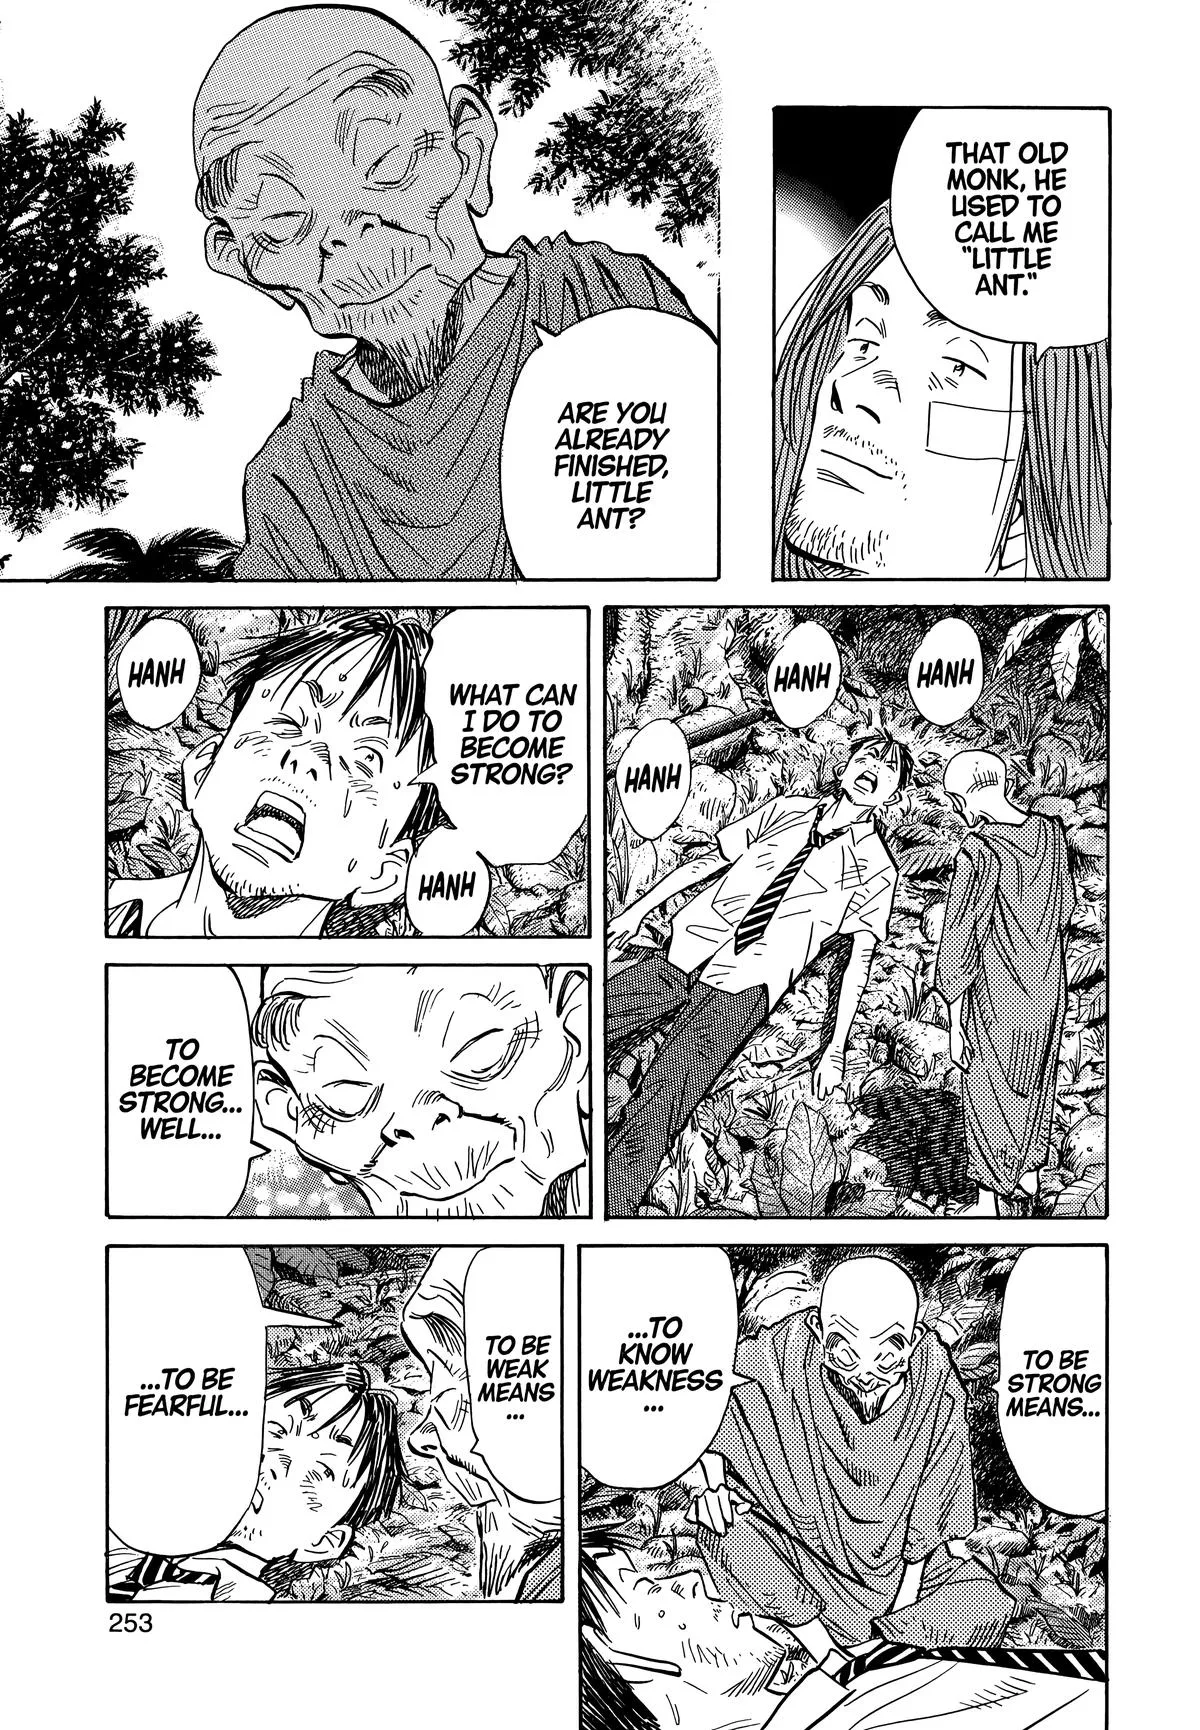 THAT OLD
MONK, HE
USED TO
CALL ME
"LITTLE
ANT."
ARE YOU
ALREADY
FINISHED,
LITTLE
ANT?
HANH
HANH
HANH
HANH
WHAT CAN
I DO TO
BECOME
STRONG?
HANH
TO
BECOME
STRONG...
WELL...
TO BE
STRONG
MEANS...
...TO
KNOW
WEAKNESS
...
TO BE
WEAK
MEANS
...
...TO BE
FEARFUL...
253